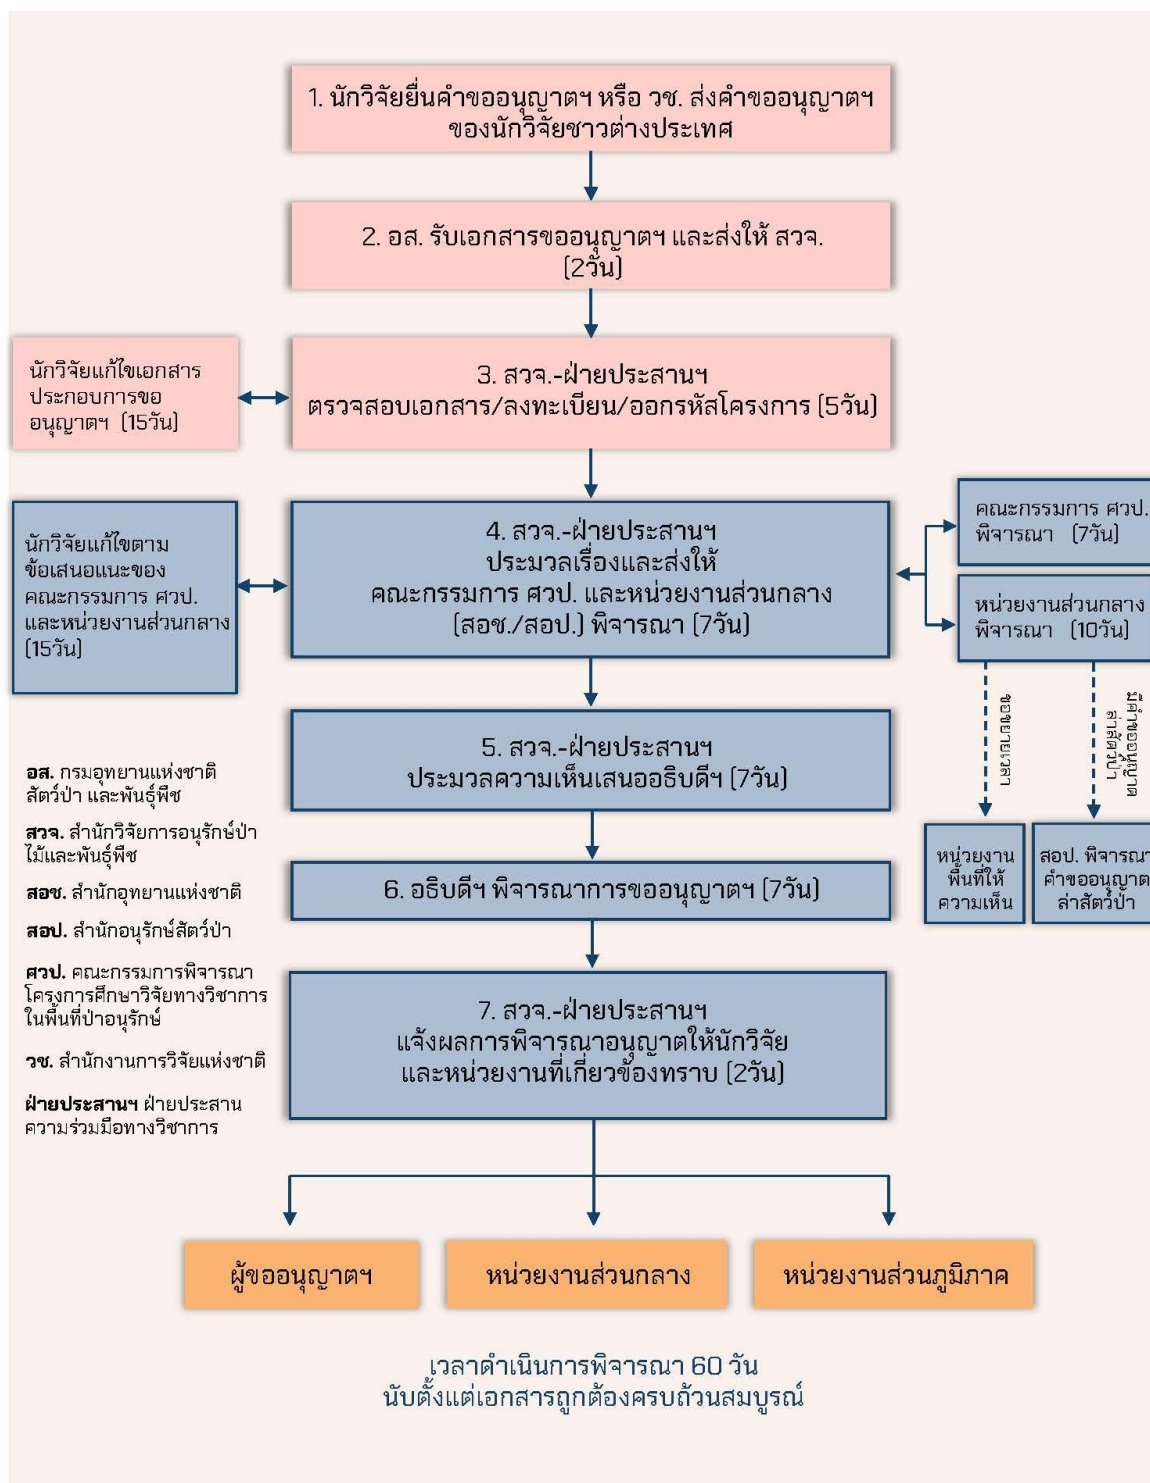 1. นักวิจัยยื่นคำขออนุญาตฯ หรือ วช. ส่งคำขออนุญาตฯ
ของนักวิจัยชาวต่างประเทศ
2. อส. รับเอกสารขออนุญาตฯ และส่งให้ สวจ.
(2วัน)
นักวิจัยแก้ไขเอกสาร
ประกอบการขอ
อนุญาตฯ (15วัน)
3. สวจ.-ฝ่ายประสานฯ
ตรวจสอบเอกสาร/ลงทะเบียน/ออกรหัสโครงการ (5วัน)
นักวิจัยแก้ไขตาม
ข้อเสนอแนะของ
คณะกรรมการ ศวป.
และหน่วยงานส่วนกลาง
(15วัน)
4. สวจ.-ฝ่ายประสานฯ
ประมวลเรื่องและส่งให้
คณะกรรมการ ศวป. และหน่วยงานส่วนกลาง
(สอช./สอป.) พิจารณา (7วัน)
คณะกรรมการ ศวป.
พิจารณา (7วัน)
หน่วยงานส่วนกลาง
พิจารณา (10วัน)
ขอขยายเวลา
มีคำขออนุญาต
ล่าสัตว์ป่า
หน่วยงาน
พื้นที่ให้
ความเห็น
สอป. พิจารณา
คำขออนุญาต
ล่าสัตว์ป่า
5. สวจ.-ฝ่ายประสานฯ
ประมวลความเห็นเสนออธิบดีฯ (7วัน)
6. อธิบดีฯ พิจารณาการขออนุญาตฯ (7วัน)
7. สวจ.-ฝ่ายประสานฯ
แจ้งผลการพิจารณาอนุญาตให้นักวิจัย
และหน่วยงานที่เกี่ยวข้องทราบ (2วัน)
อส. กรมอุทยานแห่งชาติ
สัตว์ป่า และพันธุ์พืช
สวจ. สำนักวิจัยการอนุรักษ์ป่า
ไม้และพันธุ์พืช
สอช. สำนักอุทยานแห่งชาติ
สอป. สำนักอนุรักษ์สัตว์ป่า
ศวป. คณะกรรมการพิจารณา
โครงการศึกษาวิจัยทางวิชาการ
ในพื้นที่ป่าอนุรักษ์
วช. สำนักงานการวิจัยแห่งชาติ
ฝ่ายประสานฯ ฝ่ายประสาน
ความร่วมมือทางวิชาการ
ผู้ขออนุญาตฯ
หน่วยงานส่วนกลาง
หน่วยงานส่วนภูมิภาค
เวลาดำเนินการพิจารณา 60 วัน
นับตั้งแต่เอกสารถูกต้องครบถ้วนสมบูรณ์